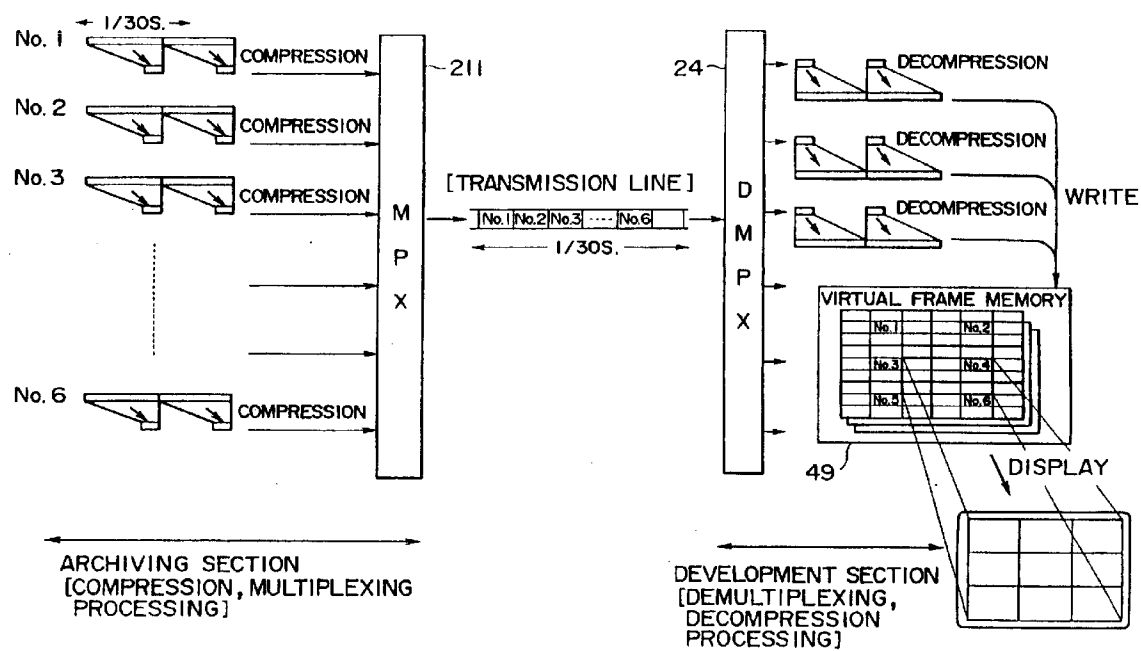 1/30S.
No. 1
COMPRESSION
No. 2
COMPRESSION
No. 3
COMPRESSION
No. 6
COMPRESSION
211
M
P
X
[TRANSMISSION LINE]
No.1 No.2 No.3 ---- No.6
1/30S.
24
D
M
P
X
DECOMPRESSION
DECOMPRESSION
DECOMPRESSION
WRITE
VIRTUAL FRAME MEMORY
No.1 No.2
No.3 No.4
No.5 No.6
49
DISPLAY
ARCHIVING SECTION
[COMPRESSION, MULTIPLEXING
PROCESSING]
DEVELOPMENT SECTION
[DEMULTIPLEXING,
DECOMPRESSION
PROCESSING]